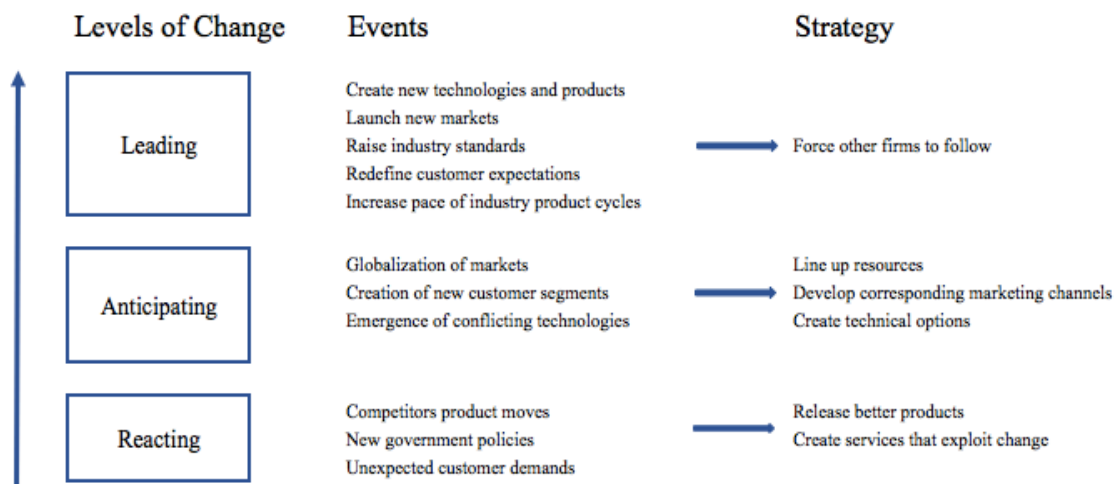 Levels of Change
Events
Strategy
Leading
Create new technologies and products
Launch new markets
Raise industry standards
Redefine customer expectations
Increase pace of industry product cycles
Force other firms to follow
Anticipating
Globalization of markets
Creation of new customer segments
Emergence of conflicting technologies
Line up resources
Develop corresponding marketing channels
Create technical options
Reacting
Competitors product moves
New government policies
Unexpected customer demands
Release better products
Create services that exploit change